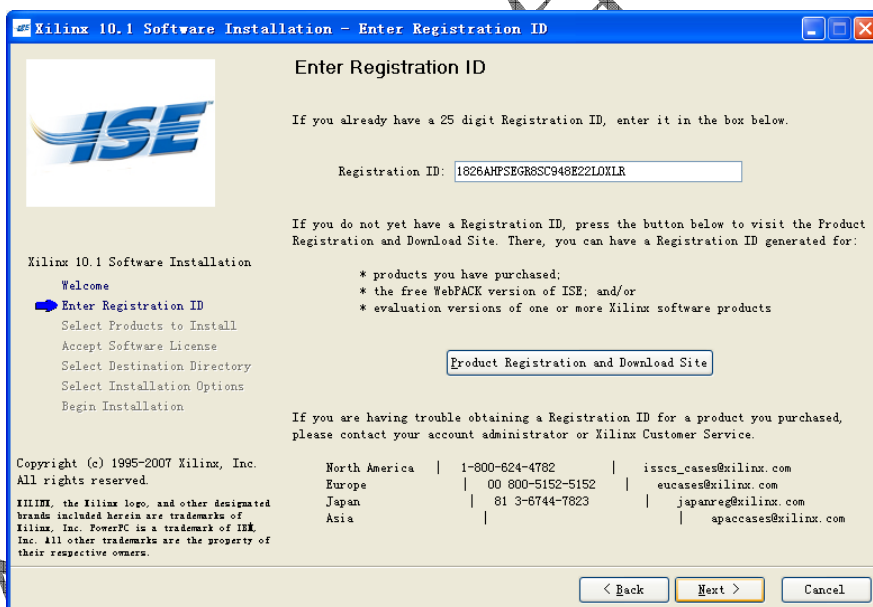 Xilinx 10.1 Software Installation - Enter Registration ID
ISE
Enter Registration ID
If you already have a 25 digit Registration ID, enter it in the box below.
Registration ID: 1826AHPSEGR8SC948E22LOXLR
If you do not yet have a Registration ID, press the button below to visit the Product
Registration and Download Site. There, you can have a Registration ID generated for:
* products you have purchased;
* the free WebPACK version of ISE; and/or
* evaluation versions of one or more Xilinx software products
Product Registration and Download Site
If you are having trouble obtaining a Registration ID for a product you purchased,
please contact your account administrator or Xilinx Customer Service.
North America | 1-800-624-4782 | isscs_cases@xilinx.com
Europe | 00 800-5152-5152 | eucases@xilinx.com
Japan | 81 3-6744-7823 | japanreg@xilinx.com
Asia | | apaccases@xilinx.com
Xilinx 10.1 Software Installation
Welcome
Enter Registration ID
Select Products to Install
Accept Software License
Select Destination Directory
Select Installation Options
Begin Installation
Copyright (c) 1995-2007 Xilinx, Inc.
All rights reserved.
XILINX, the Xilinx logo, and other designated
brands included herein are trademarks of
Xilinx, Inc. PowerPC is a trademark of IBM,
Inc. All other trademarks are the property of
their respective owners.
< Back
Next >
Cancel